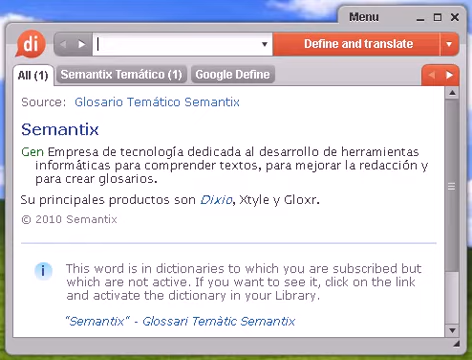 Menu
di
Define and translate
All (1)
Semantix Temático (1)
Google Define
Source: Glosario Temático Semantix
Semantix
Gen Empresa de tecnología dedicada al desarrollo de herramientas
informáticas para comprender textos, para mejorar la redacción y
para crear glosarios.
Su principales productos son Dixio, Xtyle y Gloxr.
© 2010 Semantix
i
This word is in dictionaries to which you are subscribed but
which are not active. If you want to see it, click on the link
and activate the dictionary in your Library.
"Semantix" - Glossari Temàtic Semantix